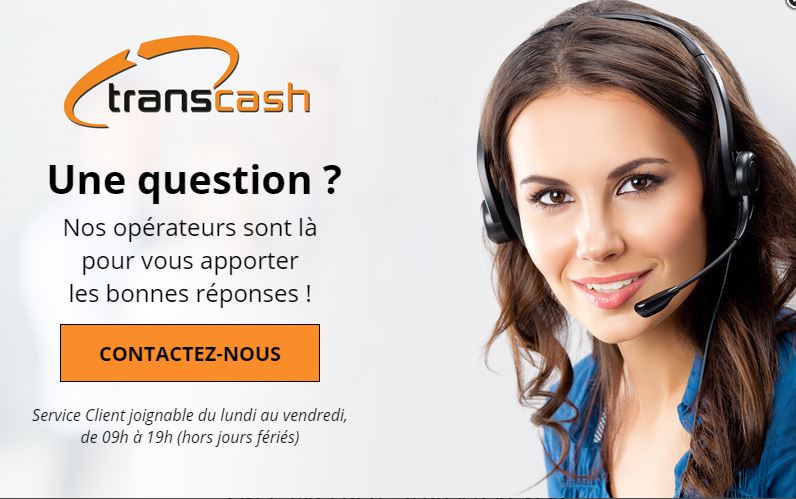 transcash
Une question ?
Nos opérateurs sont là
pour vous apporter
les bonnes réponses !
CONTACTEZ-NOUS
Service Client joignable du lundi au vendredi,
de 09h à 19h (hors jours fériés)